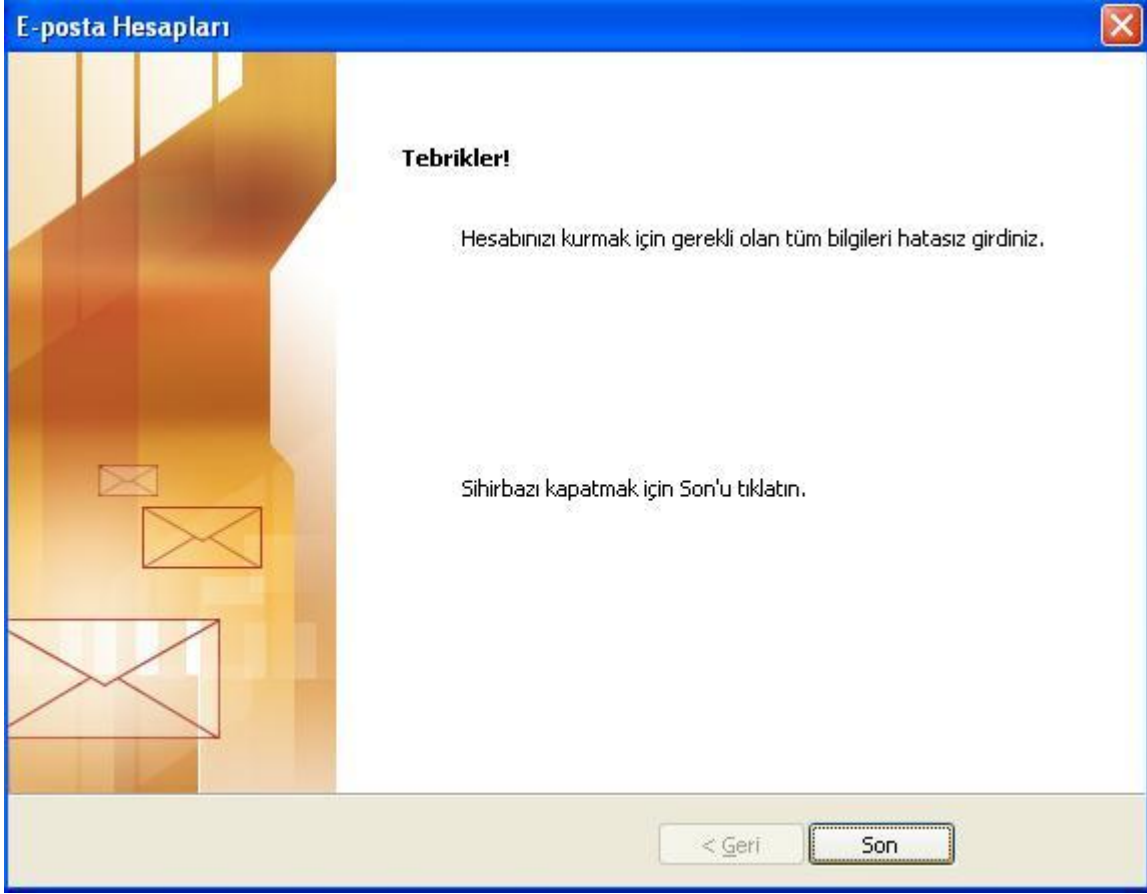 E-posta Hesapları
Tebrikler!
Hesabınızı kurmak için gerekli olan tüm bilgileri hatasız girdiniz.
Sihirbazı kapatmak için Son'u tıklatın.
< Geri
Son